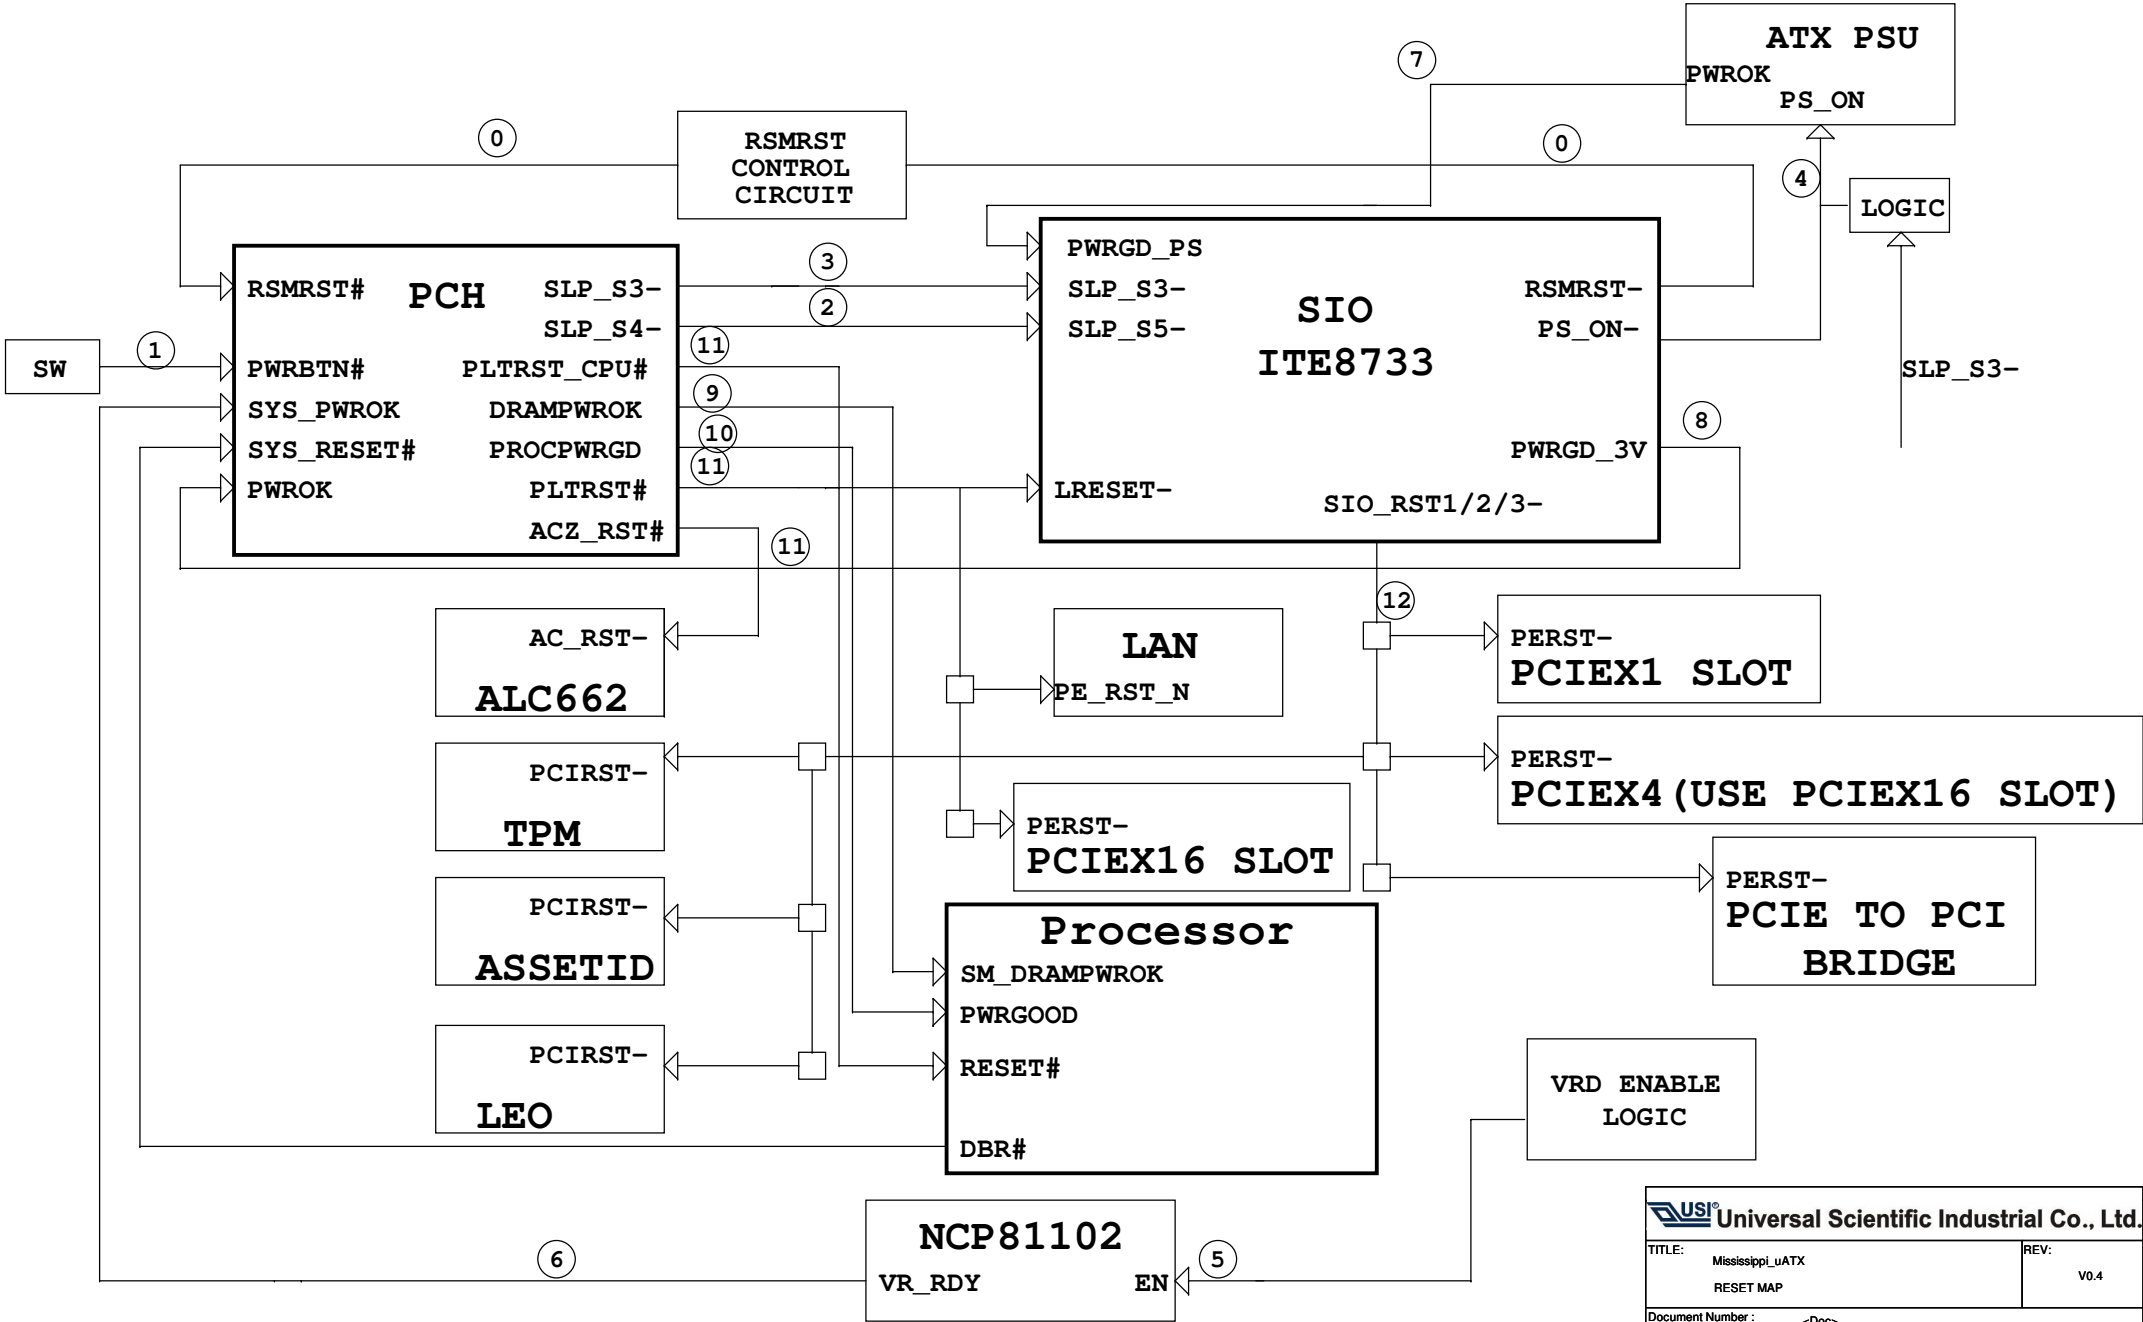 ATX PSU
PWROK
PS_ON
7
0
RSMRST
CONTROL
CIRCUIT
0
4
LOGIC
SLP_S3-
PCH
RSMRST#
PWRBTN#
SYS_PWROK
SYS_RESET#
PWROK
SLP_S3-
SLP_S4-
PLTRST_CPU#
DRAMPWROK
PROCPWRGD
PLTRST#
ACZ_RST#
SW
1
3
2
11
9
10
11
11
PWRGD_PS
SLP_S3-
SLP_S5-
LRESET-
SIO
ITE8733
RSMRST-
PS_ON-
PWRGD_3V
SIO_RST1/2/3-
8
12
AC_RST-
ALC662
LAN
PE_RST_N
PERST-
PCIEX1 SLOT
PCIRST-
TPM
PERST-
PCIEX16 SLOT
PERST-
PCIEX4(USE PCIEX16 SLOT)
PCIRST-
ASSETID
PERST-
PCIE TO PCI
BRIDGE
PCIRST-
LEO
Processor
SM_DRAMPWROK
PWRGOOD
RESET#
DBR#
VRD ENABLE
LOGIC
NCP81102
VR_RDY
EN
6
5
USI® Universal Scientific Industrial Co., Ltd.
TITLE:
Mississippi_uATX
RESET MAP
REV:
V0.4
Document Number :
<Doc>